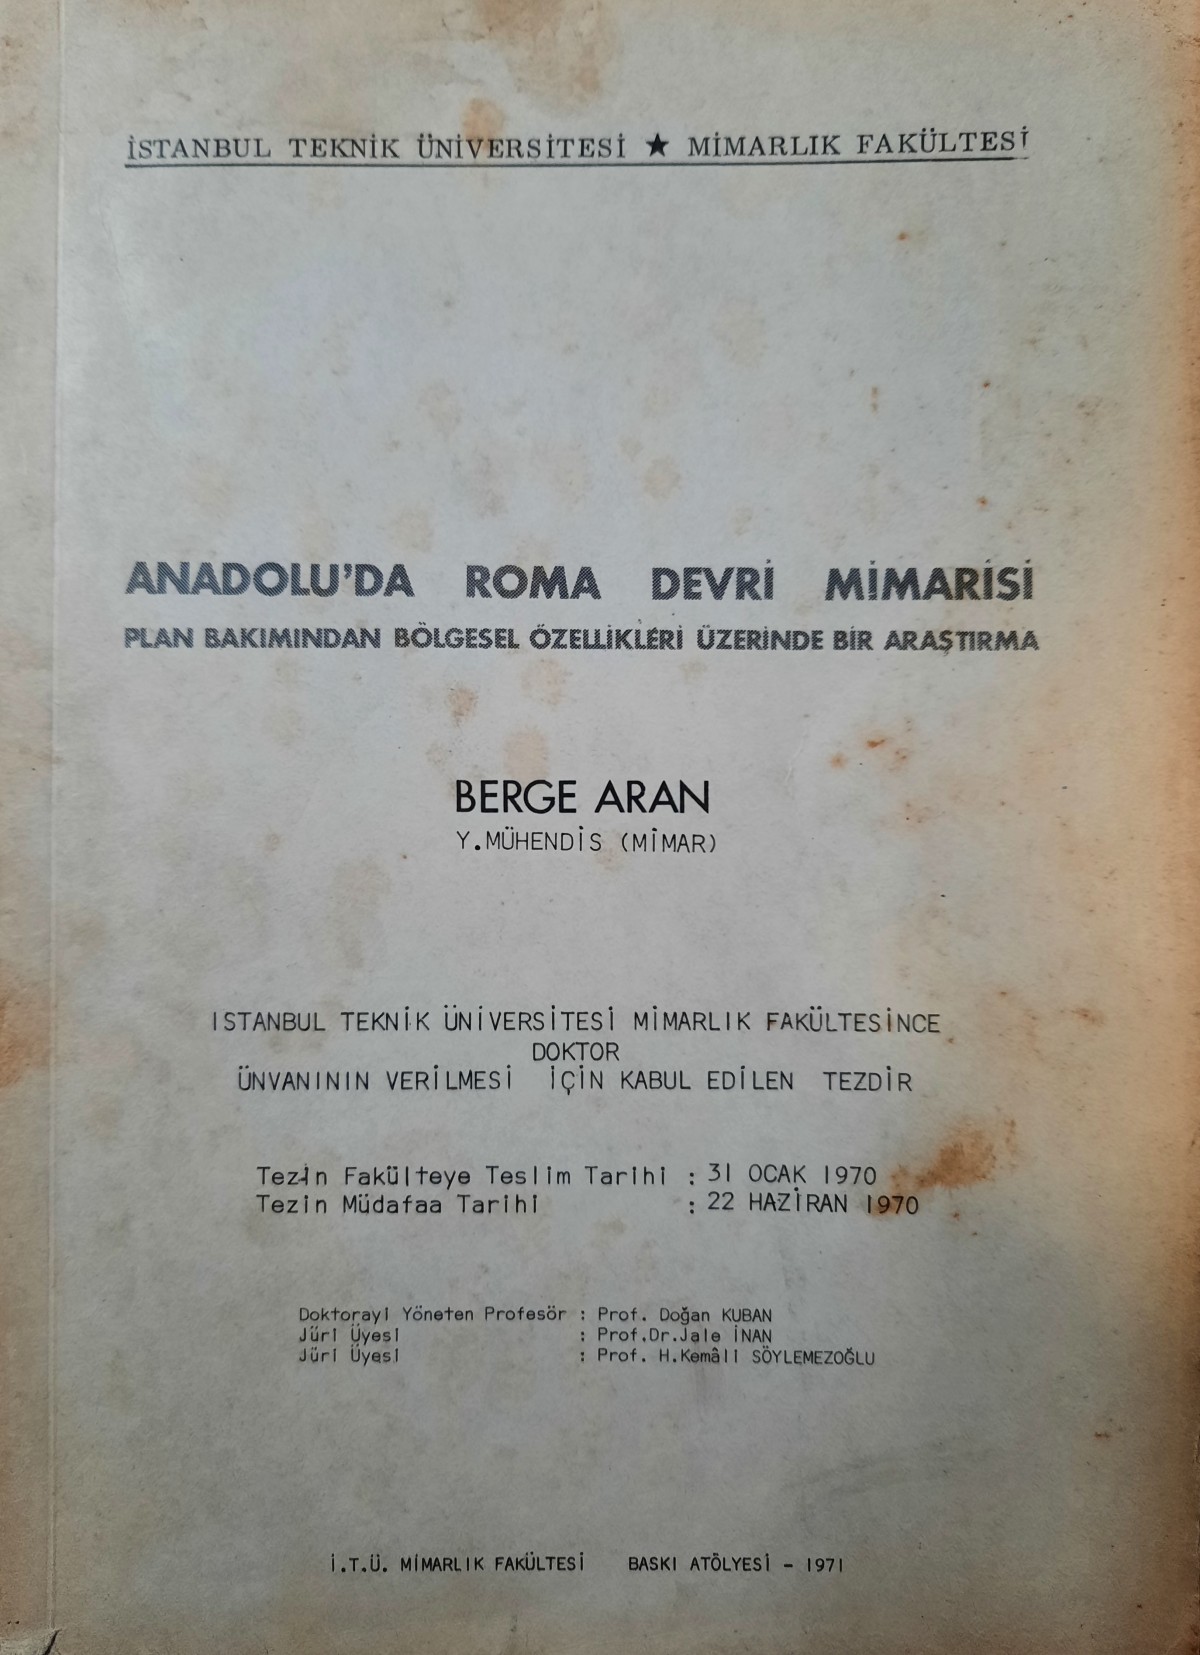 İSTANBUL TEKNİK ÜNİVERSİTESİ ★ MİMARLIK FAKÜLTESİ
ANADOLU'DA ROMA DEVRİ MİMARİSİ
PLAN BAKIMINDAN BÖLGESEL ÖZELLİKLERİ ÜZERİNDE BİR ARAŞTIRMA
BERGE ARAN
Y.MÜHENDİS (MİMAR)
ISTANBUL TEKNİK ÜNİVERSİTESİ MİMARLIK FAKÜLTESİNCE
DOKTOR
ÜNVANININ VERİLMESİ İÇİN KABUL EDİLEN TEZDİR
Tezin Fakülteye Teslim Tarihi : 31 OCAK 1970
Tezin Müdafaa Tarihi : 22 HAZİRAN 1970
Doktorayi Yöneten Profesör : Prof. Doğan KUBAN
Jüri Üyesi : Prof.Dr.Jale İNAN
Jüri Üyesi : Prof. H.Kemâli SÖYLEMEZOĞLU
İ.T.Ü. MİMARLIK FAKÜLTESİ BASKI ATÖLYESİ - 1971